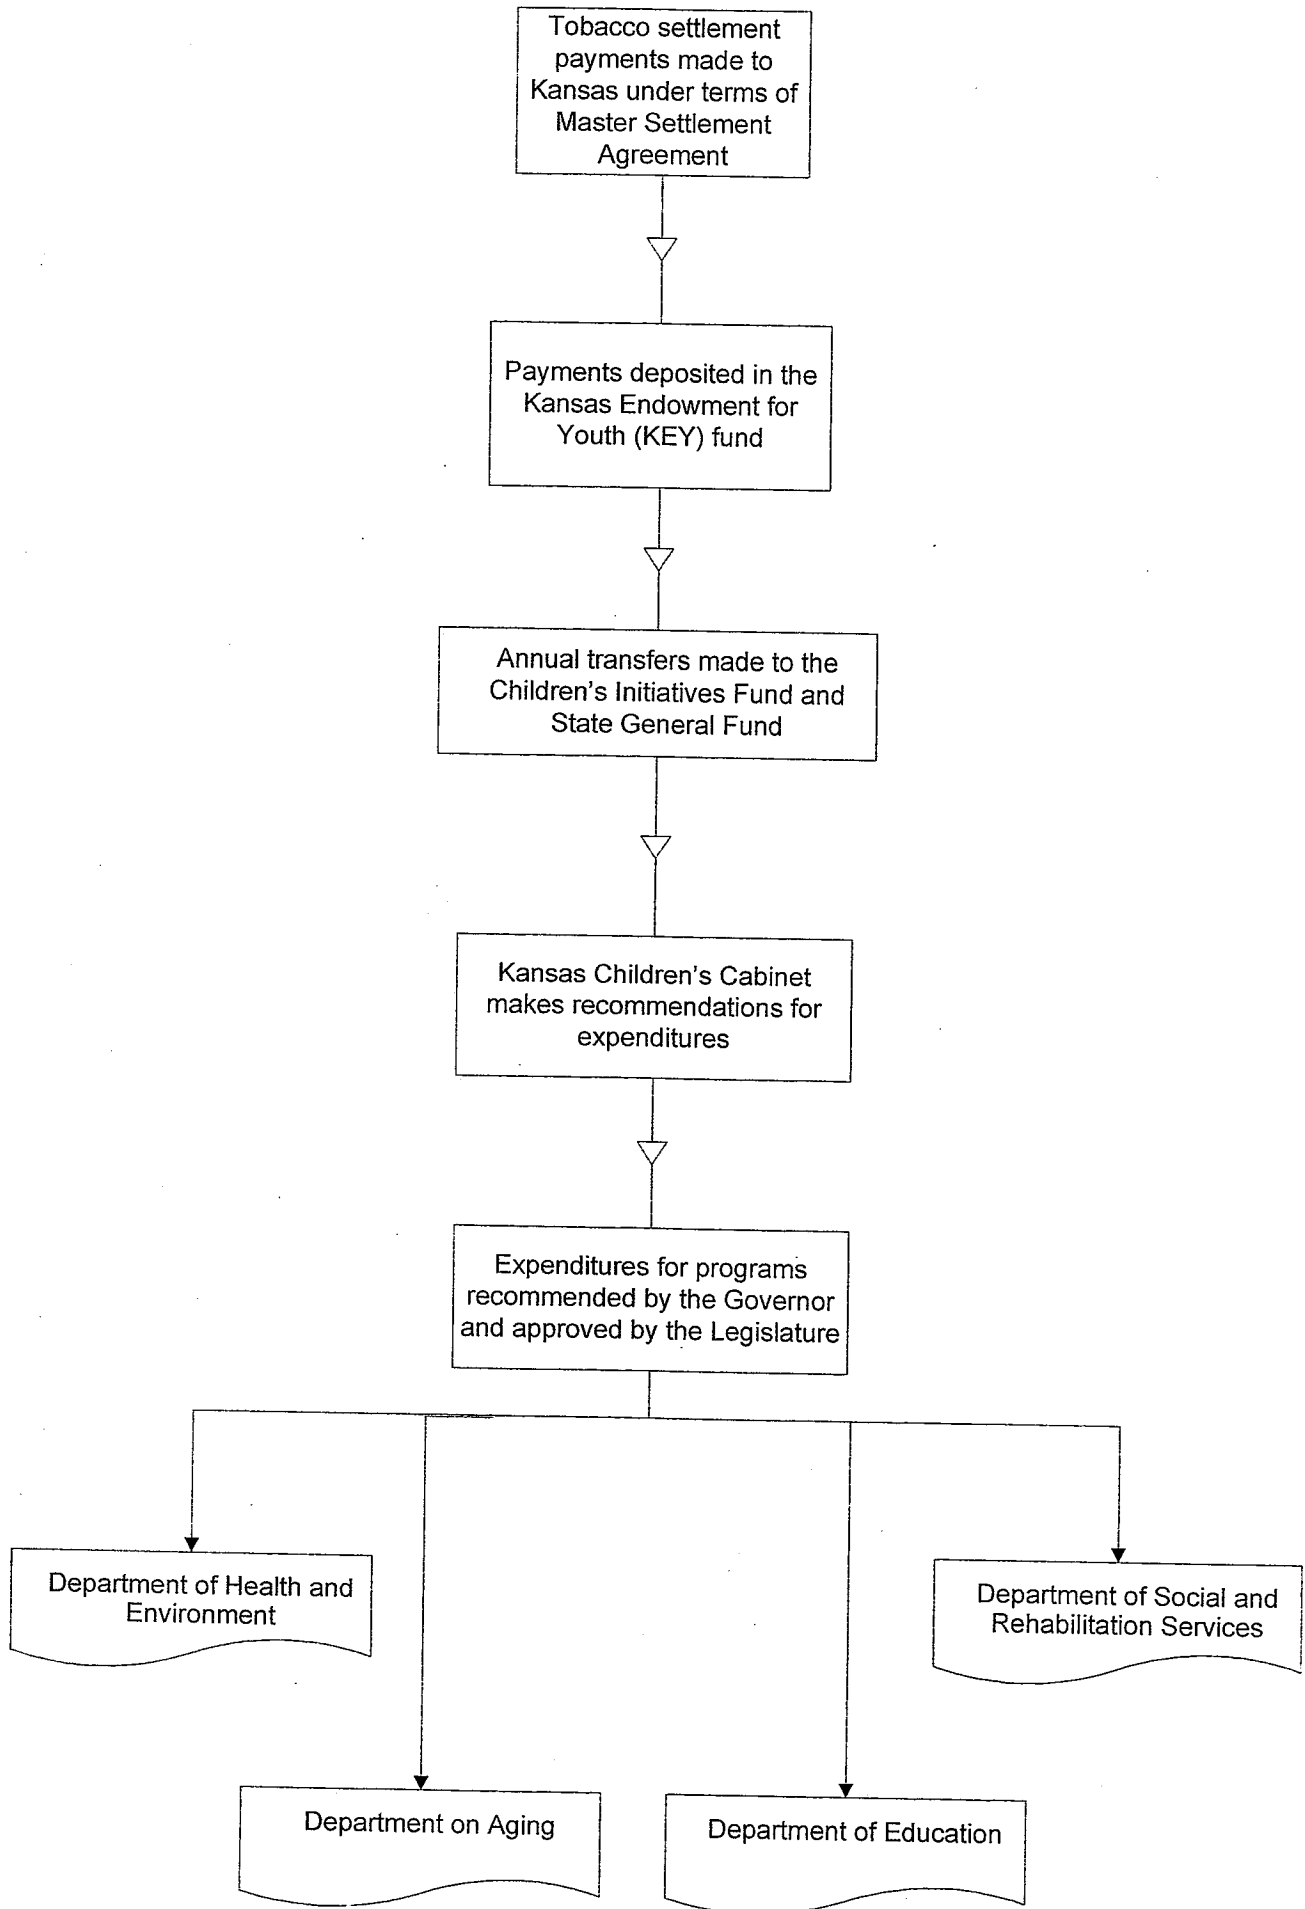 Tobacco settlement
payments made to
Kansas under terms of
Master Settlement
Agreement
Payments deposited in the
Kansas Endowment for
Youth (KEY) fund
Annual transfers made to the
Children's Initiatives Fund and
State General Fund
Kansas Children's Cabinet
makes recommendations for
expenditures
Expenditures for programs
recommended by the Governor
and approved by the Legislature
Department of Health and
Environment
Department of Social and
Rehabilitation Services
Department on Aging
Department of Education